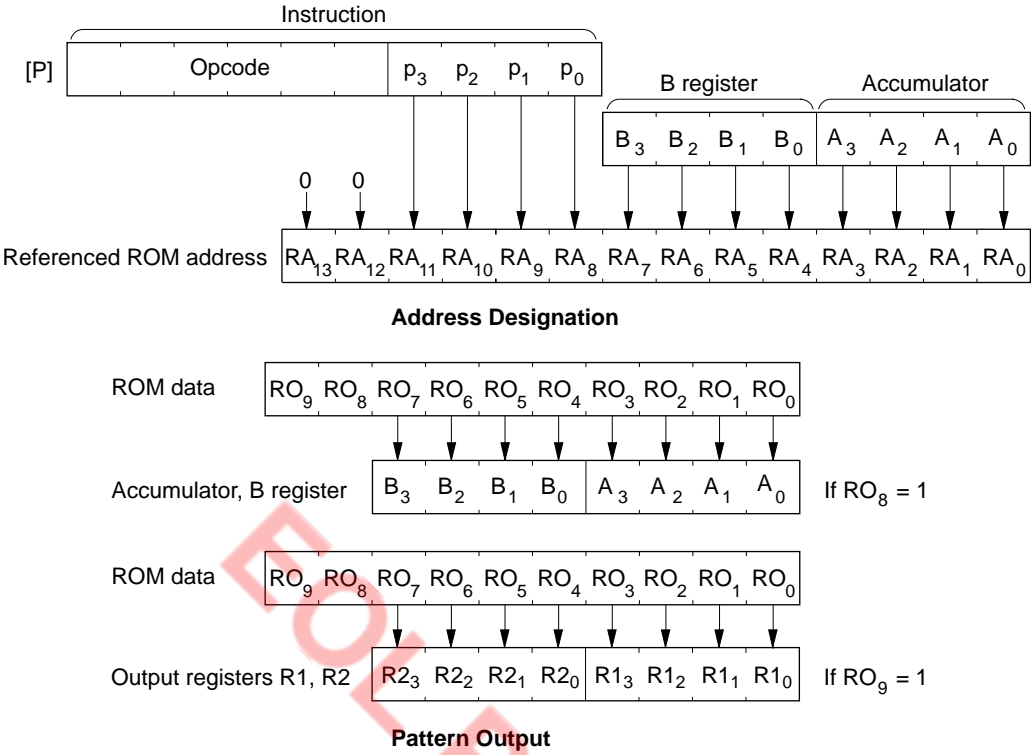 Instruction
[P] Opcode p3 p2 p1 p0
B register Accumulator
B3 B2 B1 B0 A3 A2 A1 A0
0 0
Referenced ROM address RA13 RA12 RA11 RA10 RA9 RA8 RA7 RA6 RA5 RA4 RA3 RA2 RA1 RA0
Address Designation
ROM data RO9 RO8 RO7 RO6 RO5 RO4 RO3 RO2 RO1 RO0
Accumulator, B register B3 B2 B1 B0 A3 A2 A1 A0 If RO8 = 1
ROM data RO9 RO8 RO7 RO6 RO5 RO4 RO3 RO2 RO1 RO0
Output registers R1, R2 R23 R22 R21 R20 R13 R12 R11 R10 If RO9 = 1
Pattern Output
EOL